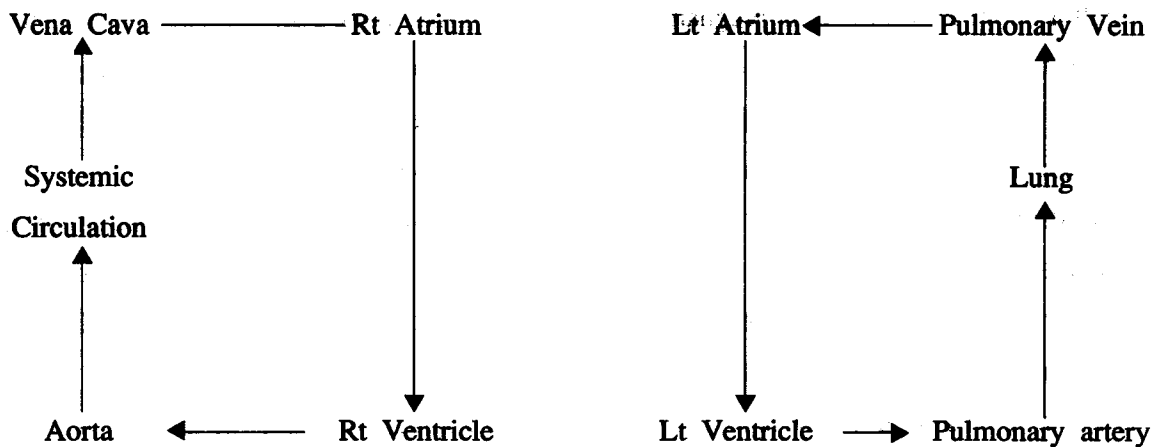 Vena Cava Rt Atrium Lt Atrium Pulmonary Vein
Systemic Lung
Circulation
Aorta Rt Ventricle Lt Ventricle Pulmonary artery